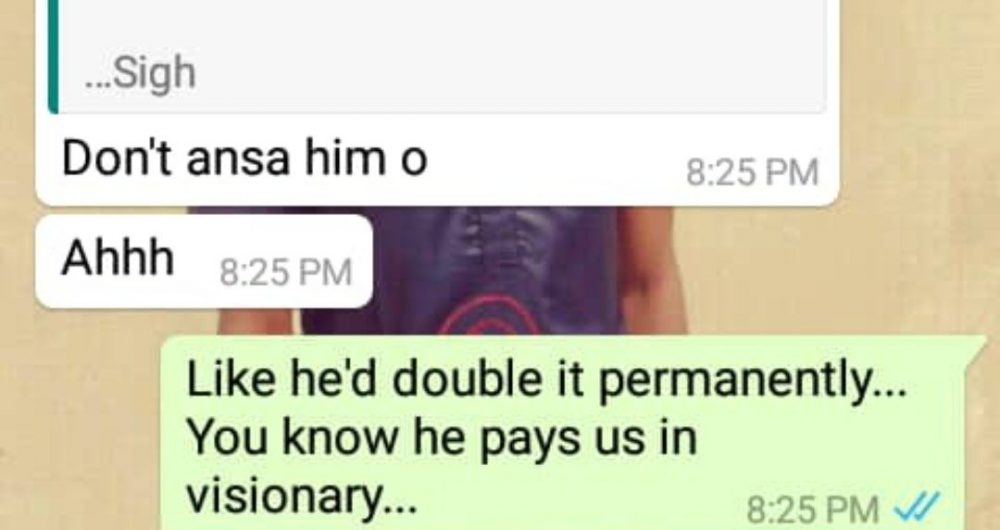 ...Sigh
Don't ansa him o
8:25 PM
Ahhh
8:25 PM
Like he'd double it permanently...
You know he pays us in
visionary...
8:25 PM